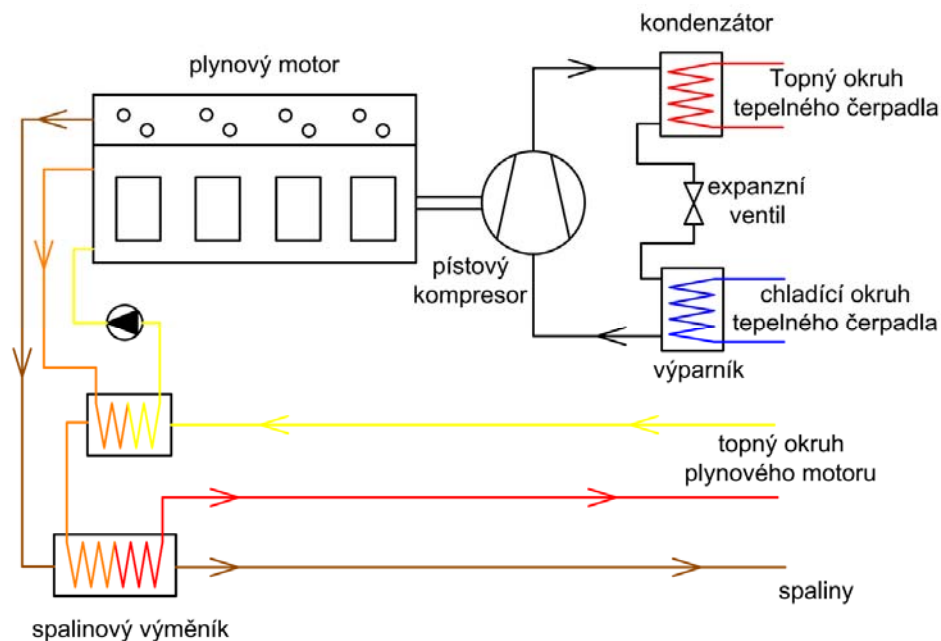 kondenzátor
plynový motor
Topný okruh
tepelného čerpadla
expanzní
ventil
pístový
kompresor
chladící okruh
tepelného čerpadla
výparník
topný okruh
plynového motoru
spaliny
spalinový výměník